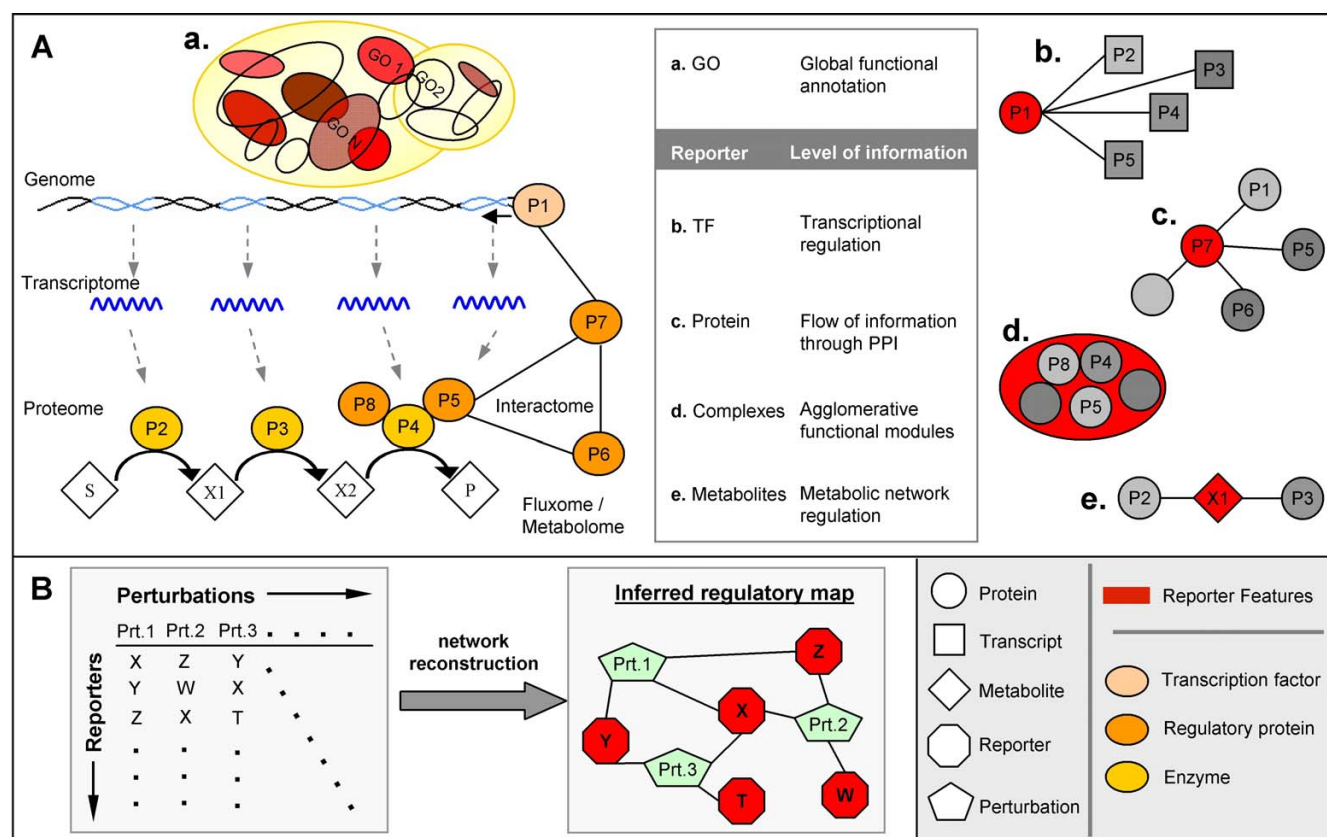 A
a.
GO 1
GO2
GO N
Genome
P1
Transcriptome
P7
Proteome
P8
P5
Interactome
P2
P3
P4
P6
S
X1
X2
P
Fluxome /
Metabolome
a. GO
Global functional
annotation
Reporter
Level of information
b. TF
Transcriptional
regulation
c. Protein
Flow of information
through PPI
d. Complexes
Agglomerative
functional modules
e. Metabolites
Metabolic network
regulation
b.
P2
P3
P1
P4
P5
c.
P1
P7
P5
P6
d.
P8
P4
P5
e.
P2
X1
P3
B
Perturbations
Prt.1 Prt.2 Prt.3 . . . .
Reporters
X Z Y
Y W X
Z X T
network
reconstruction
Inferred regulatory map
Prt.1
Z
X
Prt.2
Y
Prt.3
T
W
Protein
Transcript
Metabolite
Reporter
Perturbation
Reporter Features
Transcription factor
Regulatory protein
Enzyme